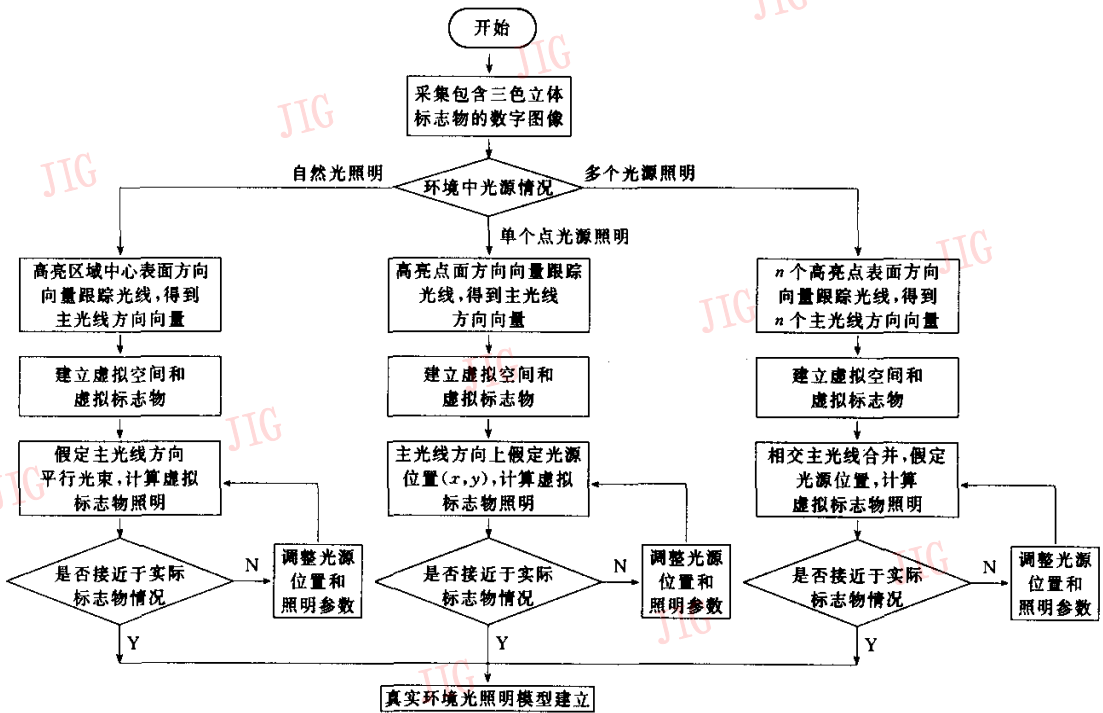 开始
采集包含三色立体
标志物的数字图像
环境中光源情况
自然光照明
多个光源照明
单个点光源照明
高亮区域中心表面方向
向量跟踪光线,得到
主光线方向向量
建立虚拟空间和
虚拟标志物
假定主光线方向
平行光束,计算虚拟
标志物照明
是否接近于实际
标志物情况
N
调整光源
位置和
照明参数
Y
高亮点面方向向量跟踪
光线,得到主光线
方向向量
建立虚拟空间和
虚拟标志物
主光线方向上假定光源
位置(x,y),计算虚拟
标志物照明
是否接近于实际
标志物情况
N
调整光源
位置和
照明参数
Y
n个高亮点表面方向
向量跟踪光线,得到
n个主光线方向向量
建立虚拟空间和
虚拟标志物
相交主光线合并,假定
光源位置,计算
虚拟标志物照明
是否接近于实际
标志物情况
N
调整光源
位置和
照明参数
Y
真实环境光照明模型建立
JIG
JIG
JIG
JIG
JIG
JIG
JIG
JIG
JIG
JIG
JIG
JIG